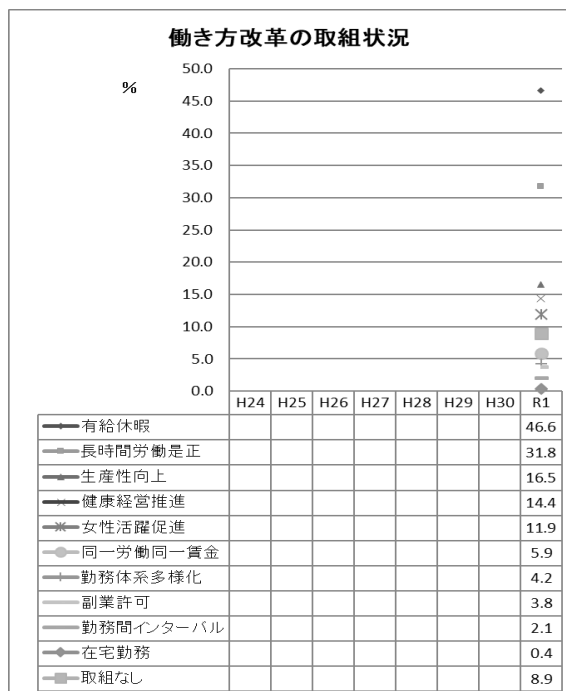 働き方改革の取組状況
%
50.0
45.0
40.0
35.0
30.0
25.0
20.0
15.0
10.0
5.0
0.0
H24 H25 H26 H27 H28 H29 H30 R1
有給休暇 46.6
長時間労働是正 31.8
生産性向上 16.5
健康経営推進 14.4
女性活躍促進 11.9
同一労働同一賃金 5.9
勤務体系多様化 4.2
副業許可 3.8
勤務間インターバル 2.1
在宅勤務 0.4
取組なし 8.9